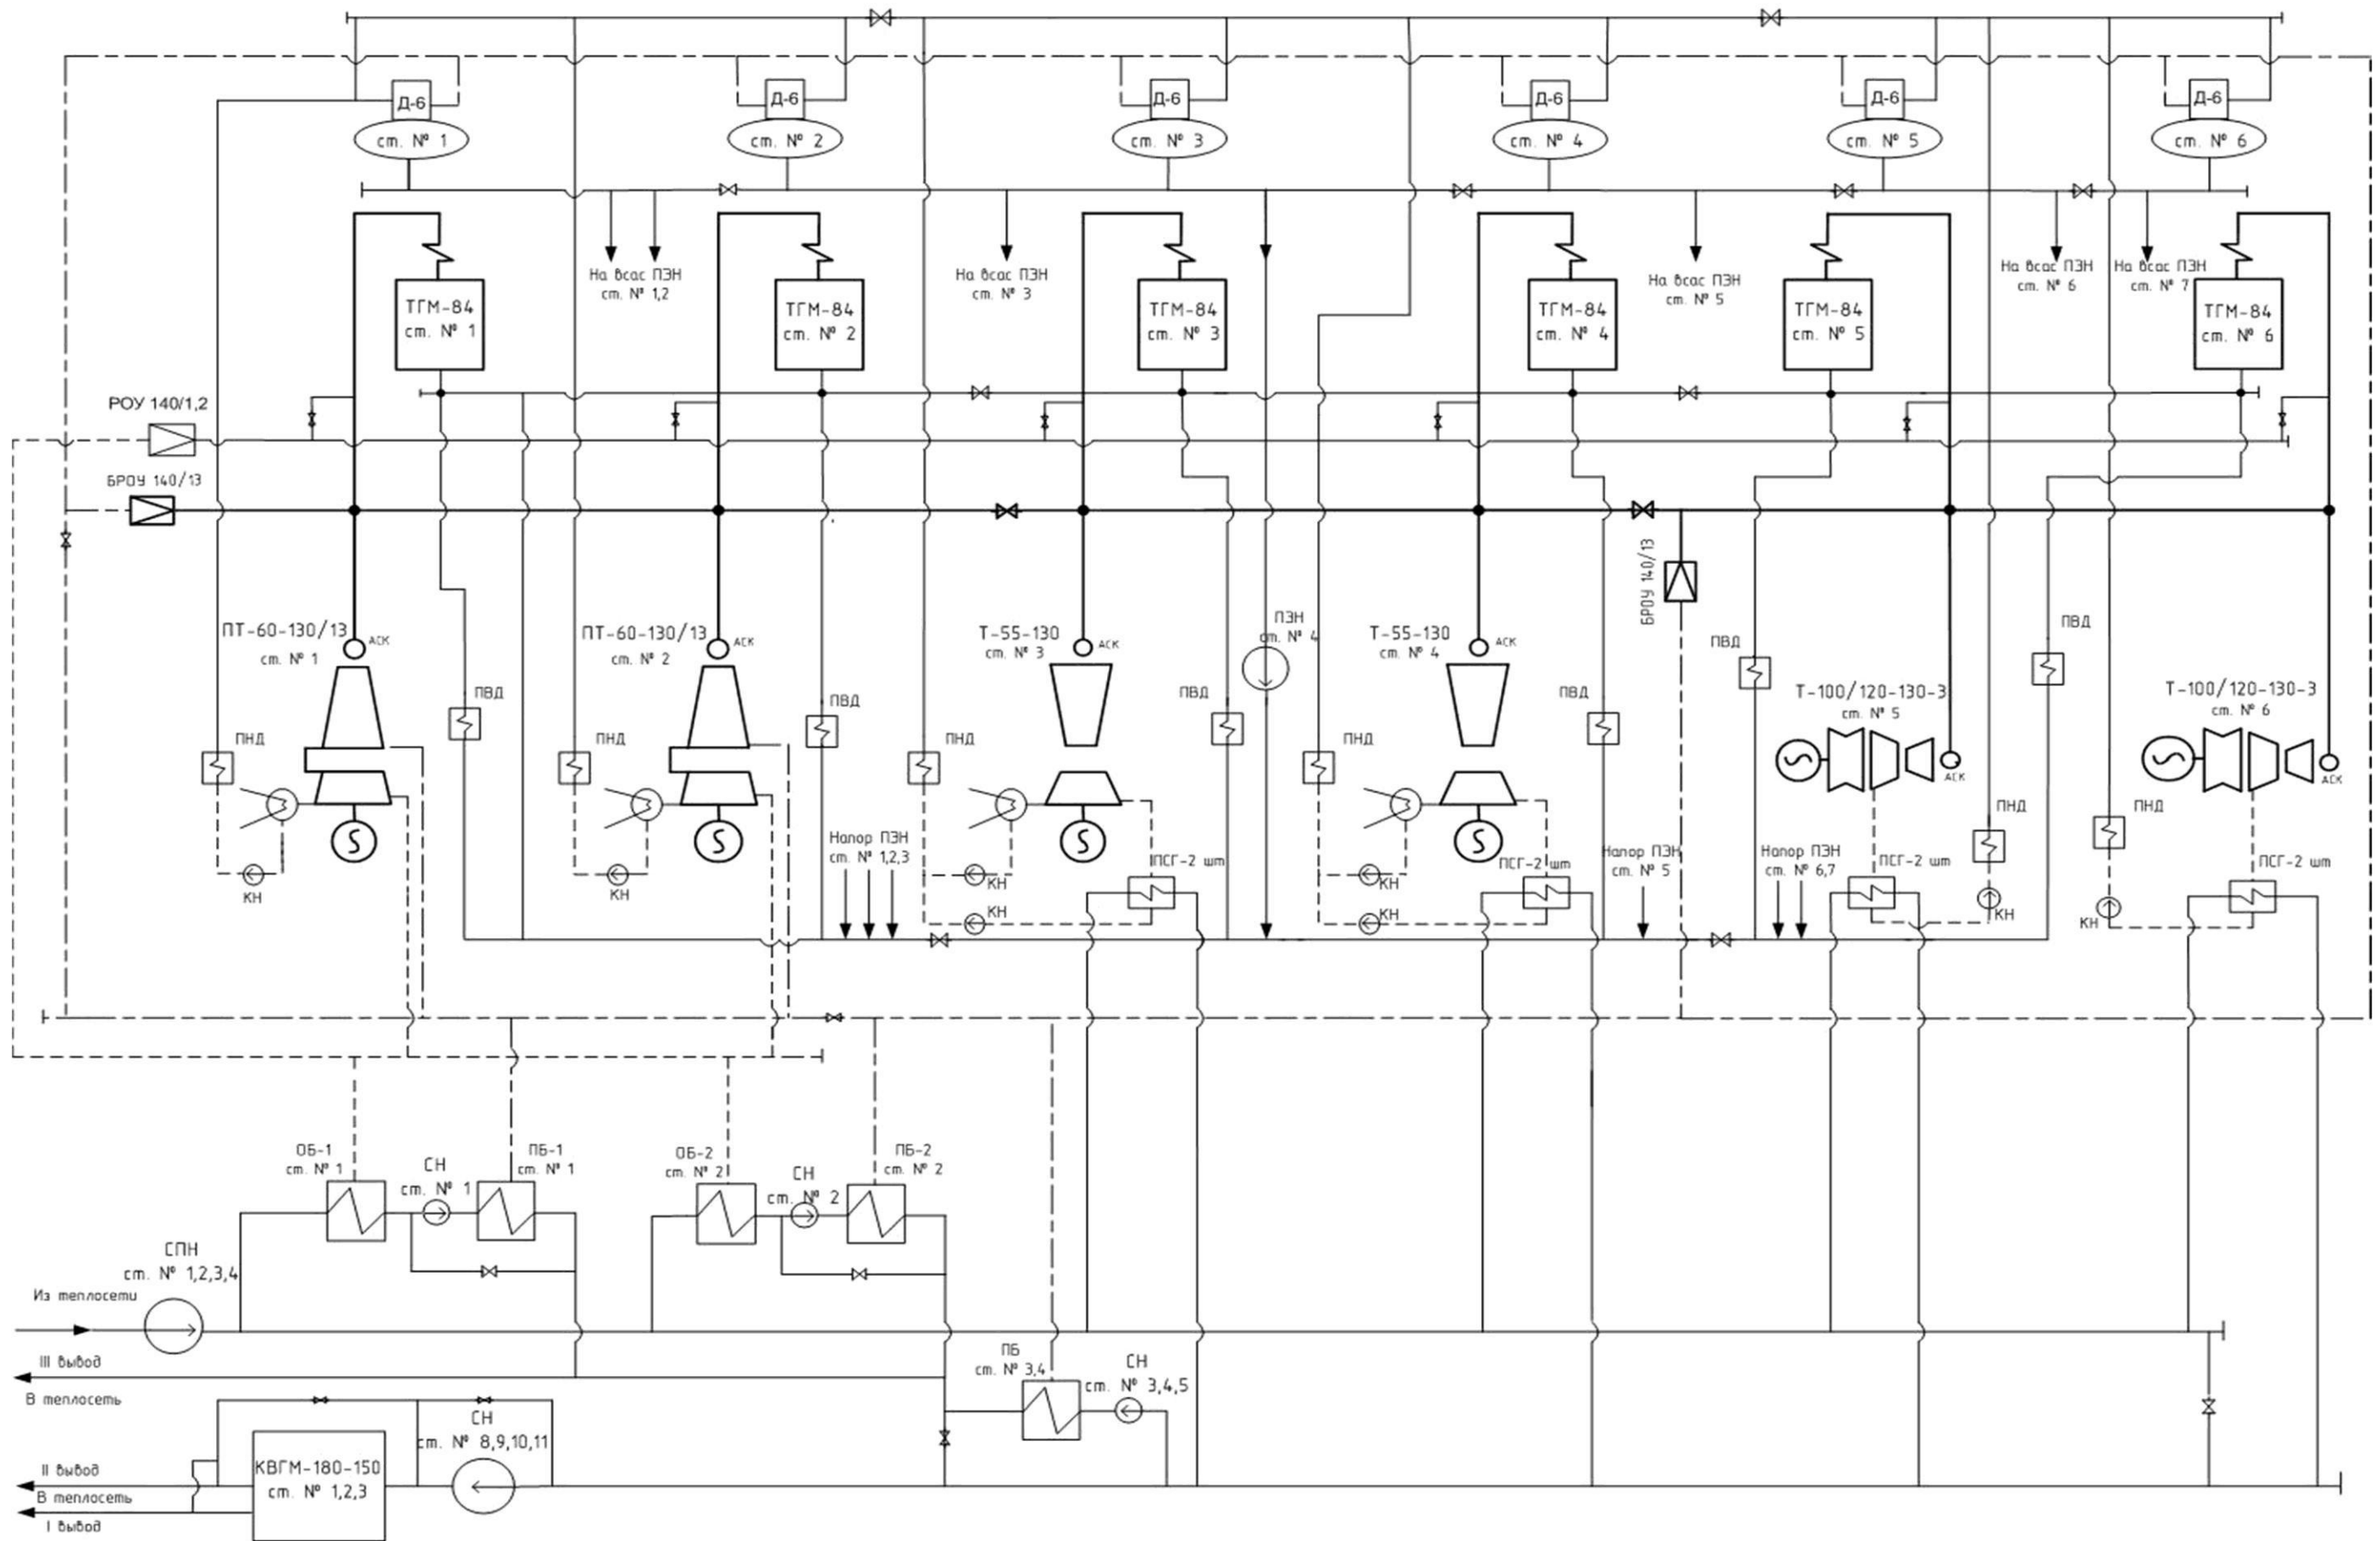 Д-6
ст. № 1
Д-6
ст. № 2
Д-6
ст. № 3
Д-6
ст. № 4
Д-6
ст. № 5
Д-6
ст. № 6
На всас ПЭН
ст. № 1,2
На всас ПЭН
ст. № 3
На всас ПЭН
ст. № 5
На всас ПЭН
ст. № 6
На всас ПЭН
ст. № 7
ТГМ-84
ст. № 1
ТГМ-84
ст. № 2
ТГМ-84
ст. № 3
ТГМ-84
ст. № 4
ТГМ-84
ст. № 5
ТГМ-84
ст. № 6
РОУ 140/1,2
БРОУ 140/13
БРОУ 140/13
ПТ-60-130/13
ст. № 1
АСК
ПТ-60-130/13
ст. № 2
АСК
Т-55-130
ст. № 3
АСК
ПЭН
ст. № 4
Т-55-130
ст. № 4
АСК
Т-100/120-130-3
ст. № 5
АСК
Т-100/120-130-3
ст. № 6
АСК
ПВД
ПВД
ПВД
ПВД
ПВД
ПВД
ПНД
ПНД
ПНД
ПНД
ПНД
ПНД
S
S
S
S
КН
КН
КН
КН
КН
КН
КН
КН
Напор ПЭН
ст. № 1,2,3
Напор ПЭН
ст. № 5
Напор ПЭН
ст. № 6,7
ПСГ-2 шт
ПСГ-2 шт
ПСГ-2 шт
ПСГ-2 шт
ОБ-1
ст. № 1
СН
ст. № 1
ПБ-1
ст. № 1
ОБ-2
ст. № 2
СН
ст. № 2
ПБ-2
ст. № 2
СПН
ст. № 1,2,3,4
Из теплосети
III вывод
В теплосеть
ПБ
ст. № 3,4
СН
ст. № 3,4,5
СН
ст. № 8,9,10,11
КВГМ-180-150
ст. № 1,2,3
II вывод
В теплосеть
I вывод